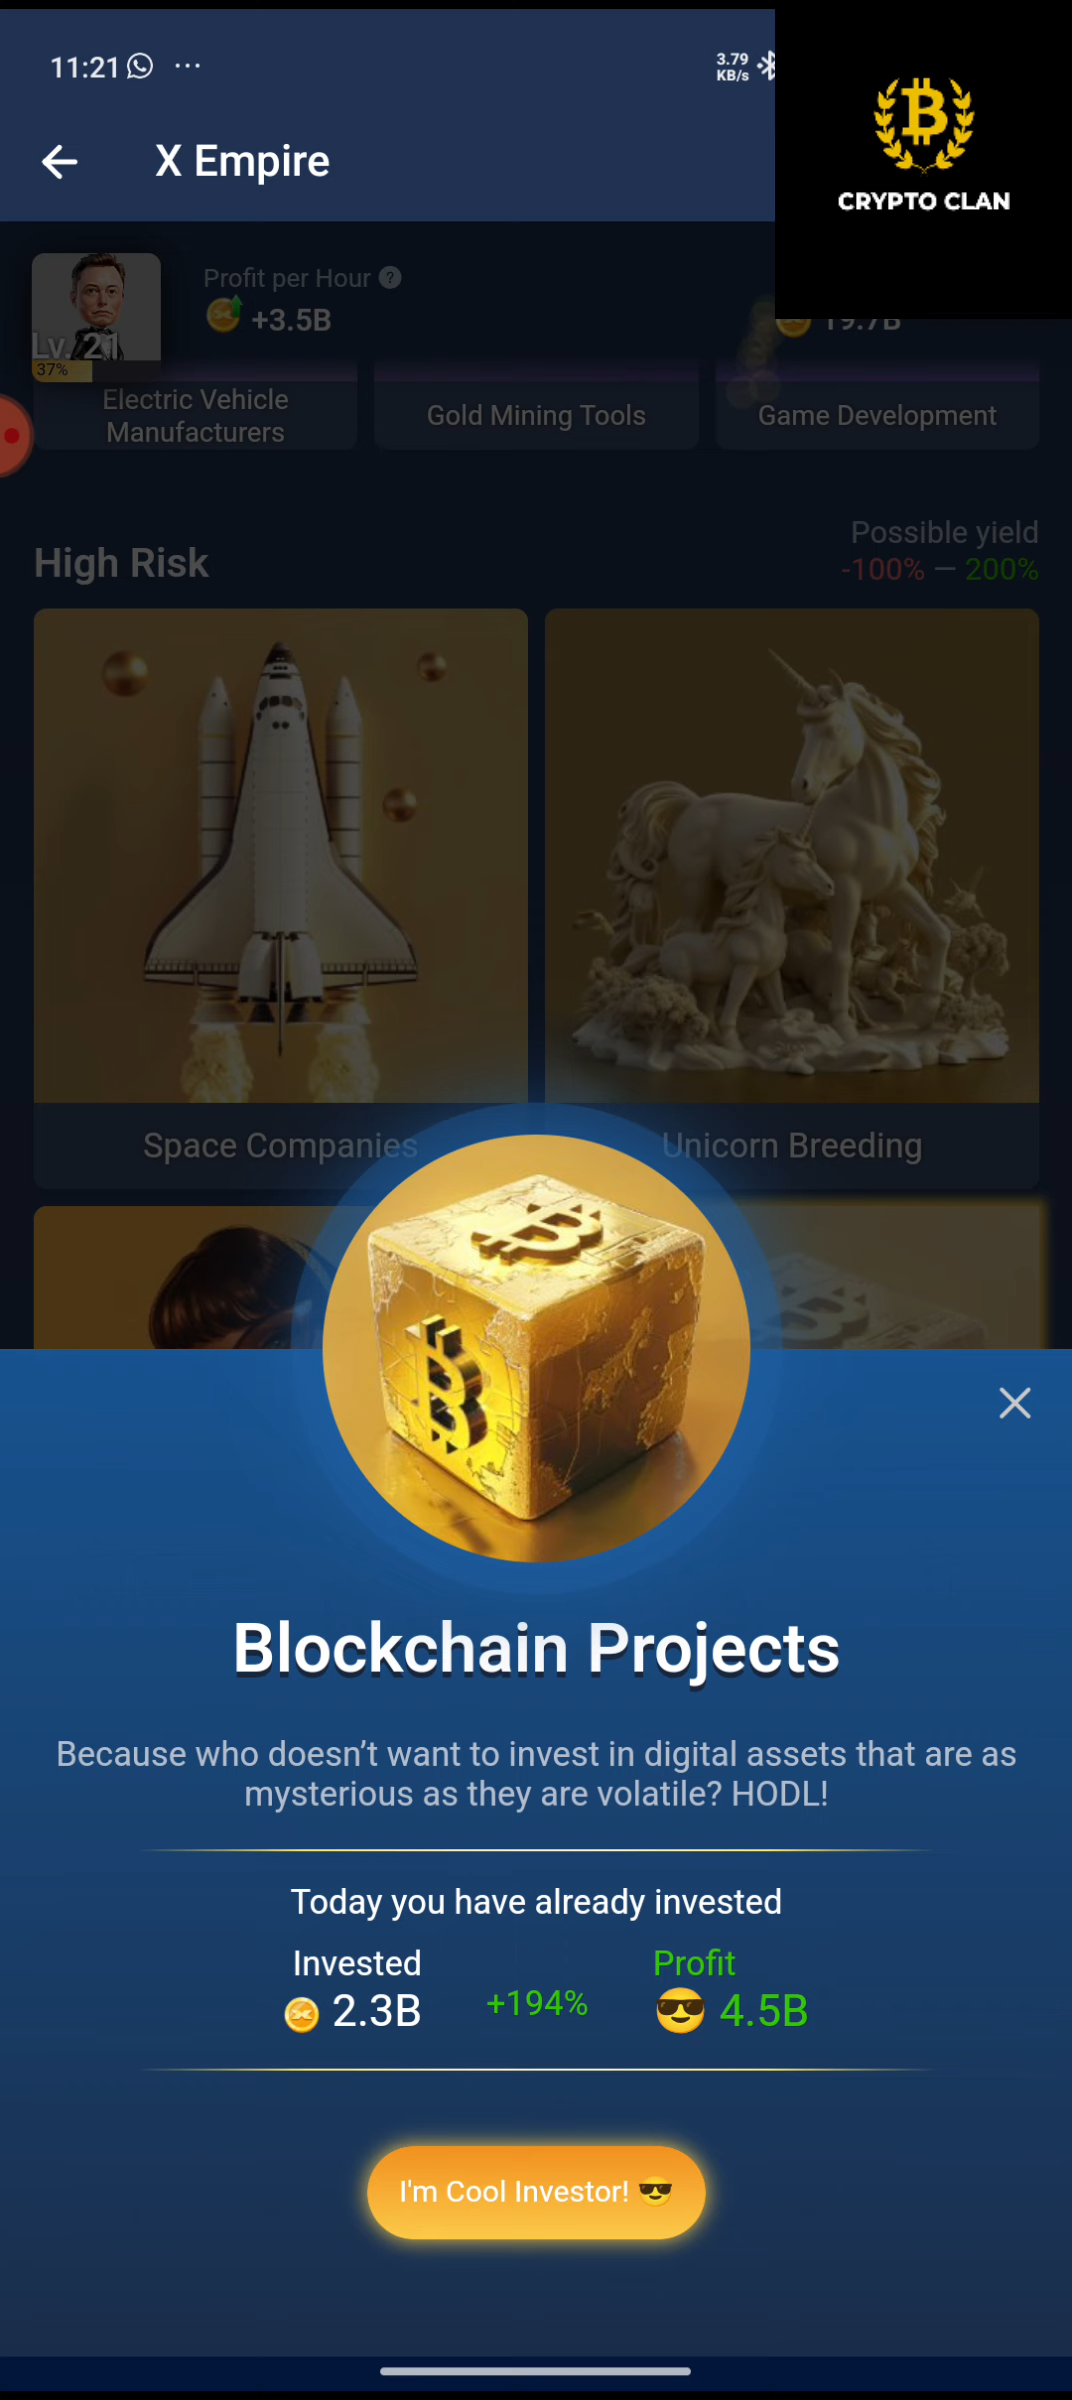 11:21
3.79
KB/s
CRYPTO CLAN
X Empire
Profit per Hour ?
+3.5B
19.7B
Lv. 21
37%
Electric Vehicle
Manufacturers
Gold Mining Tools
Game Development
High Risk
Possible yield
-100% — 200%
Space Companies
Unicorn Breeding
Blockchain Projects
Because who doesn’t want to invest in digital assets that are as
mysterious as they are volatile? HODL!
Today you have already invested
Invested
Profit
2.3B
+194%
😎 4.5B
I'm Cool Investor! 😎